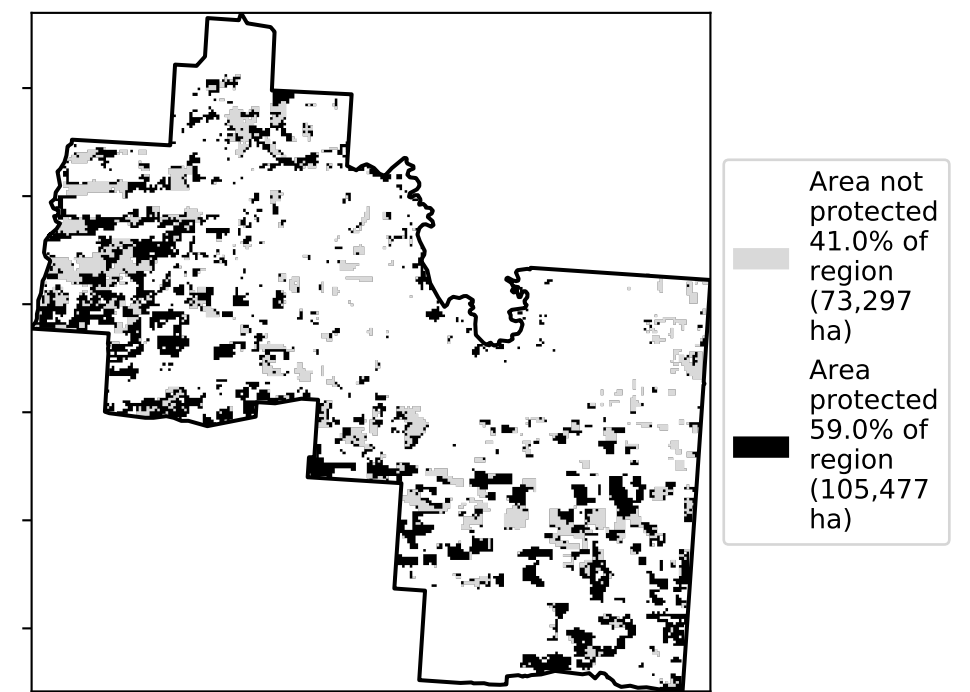 Area not
protected
41.0% of
region
(73,297
ha)
Area
protected
59.0% of
region
(105,477
ha)